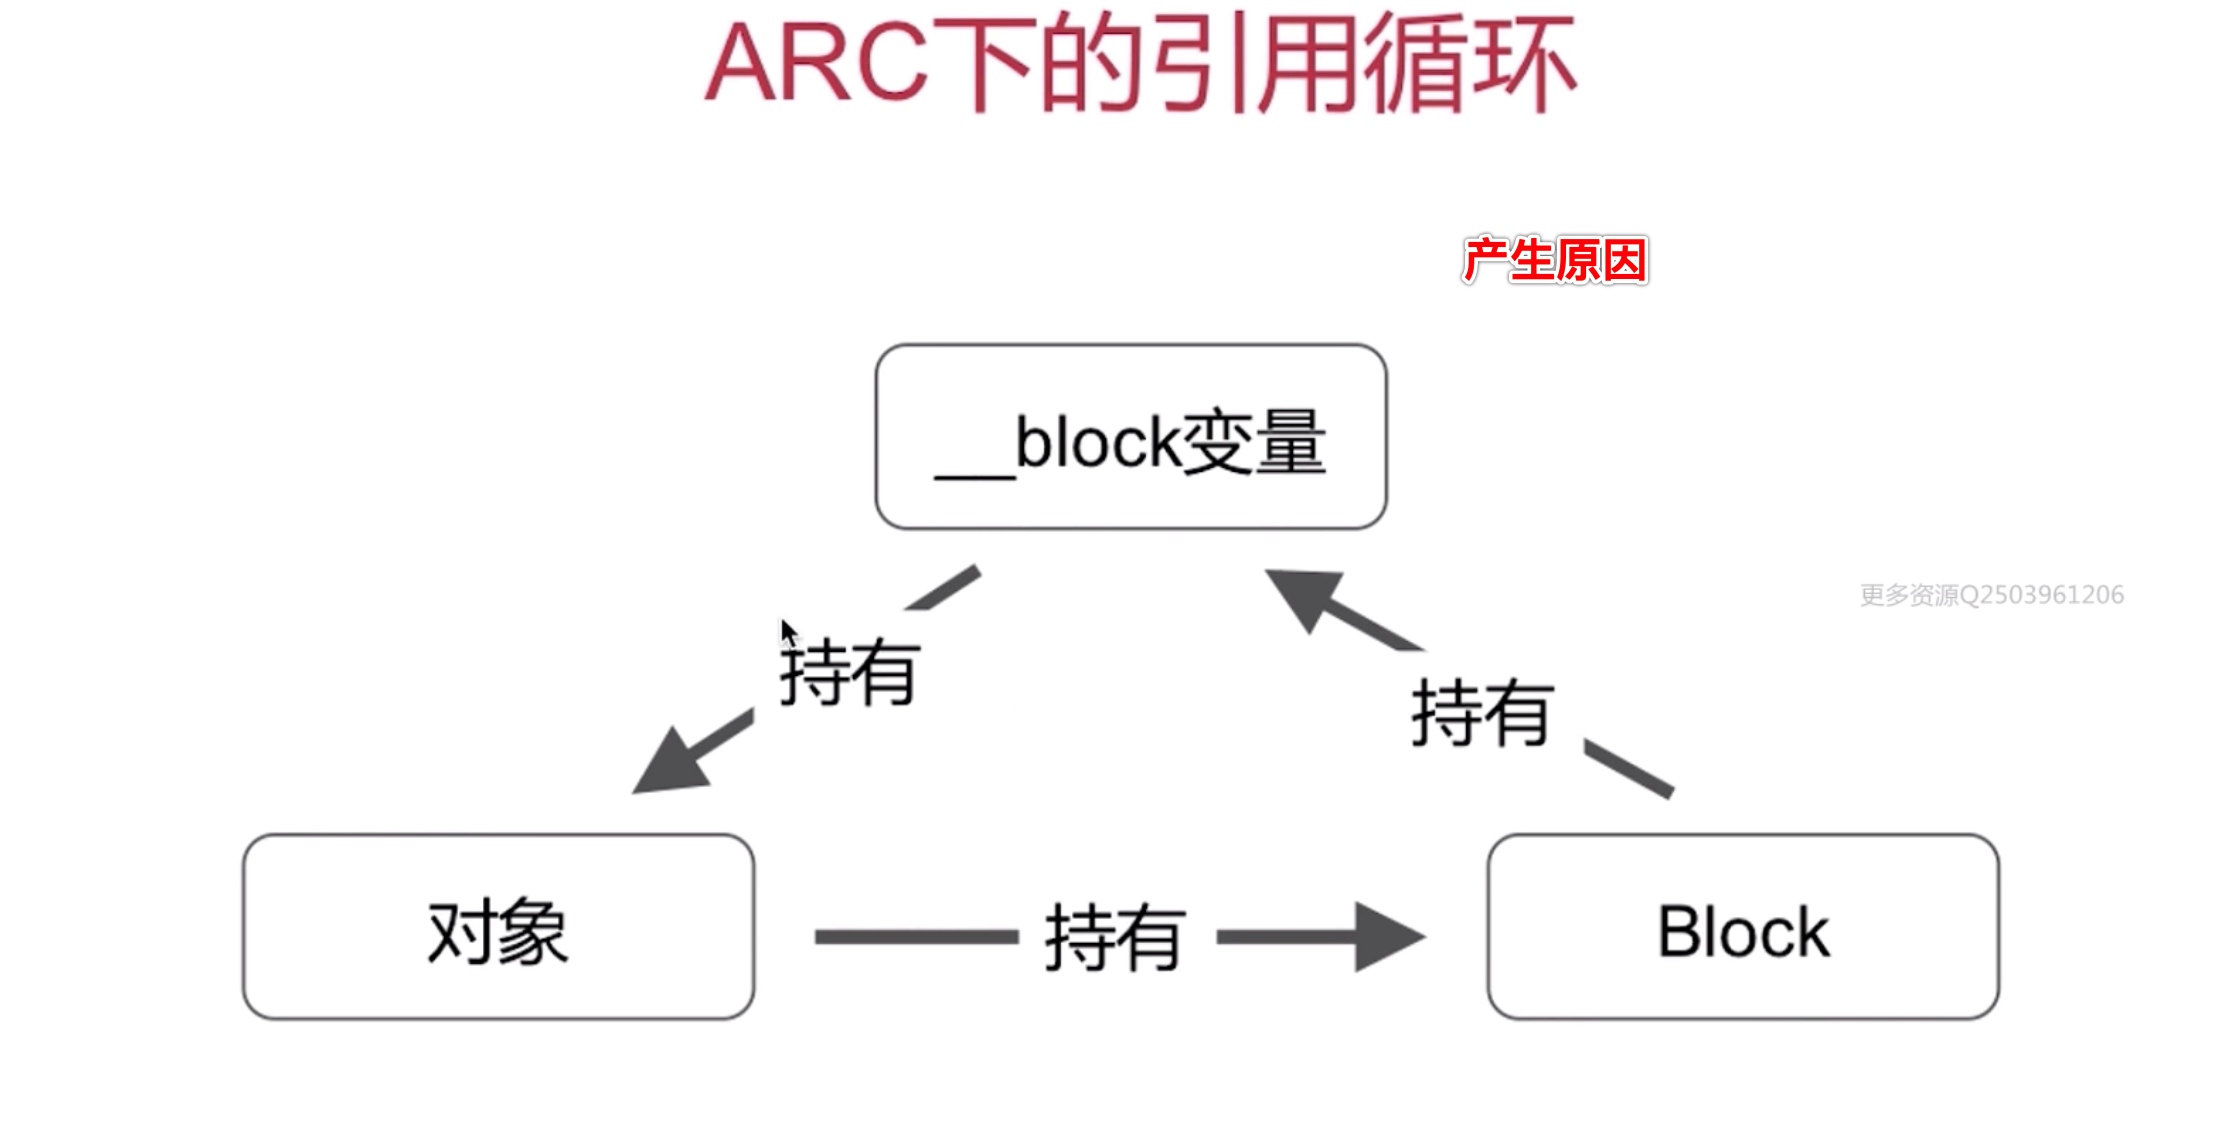 ARC下的引用循环
产生原因
__block变量
更多资源Q2503961206
持有
持有
对象
持有
Block